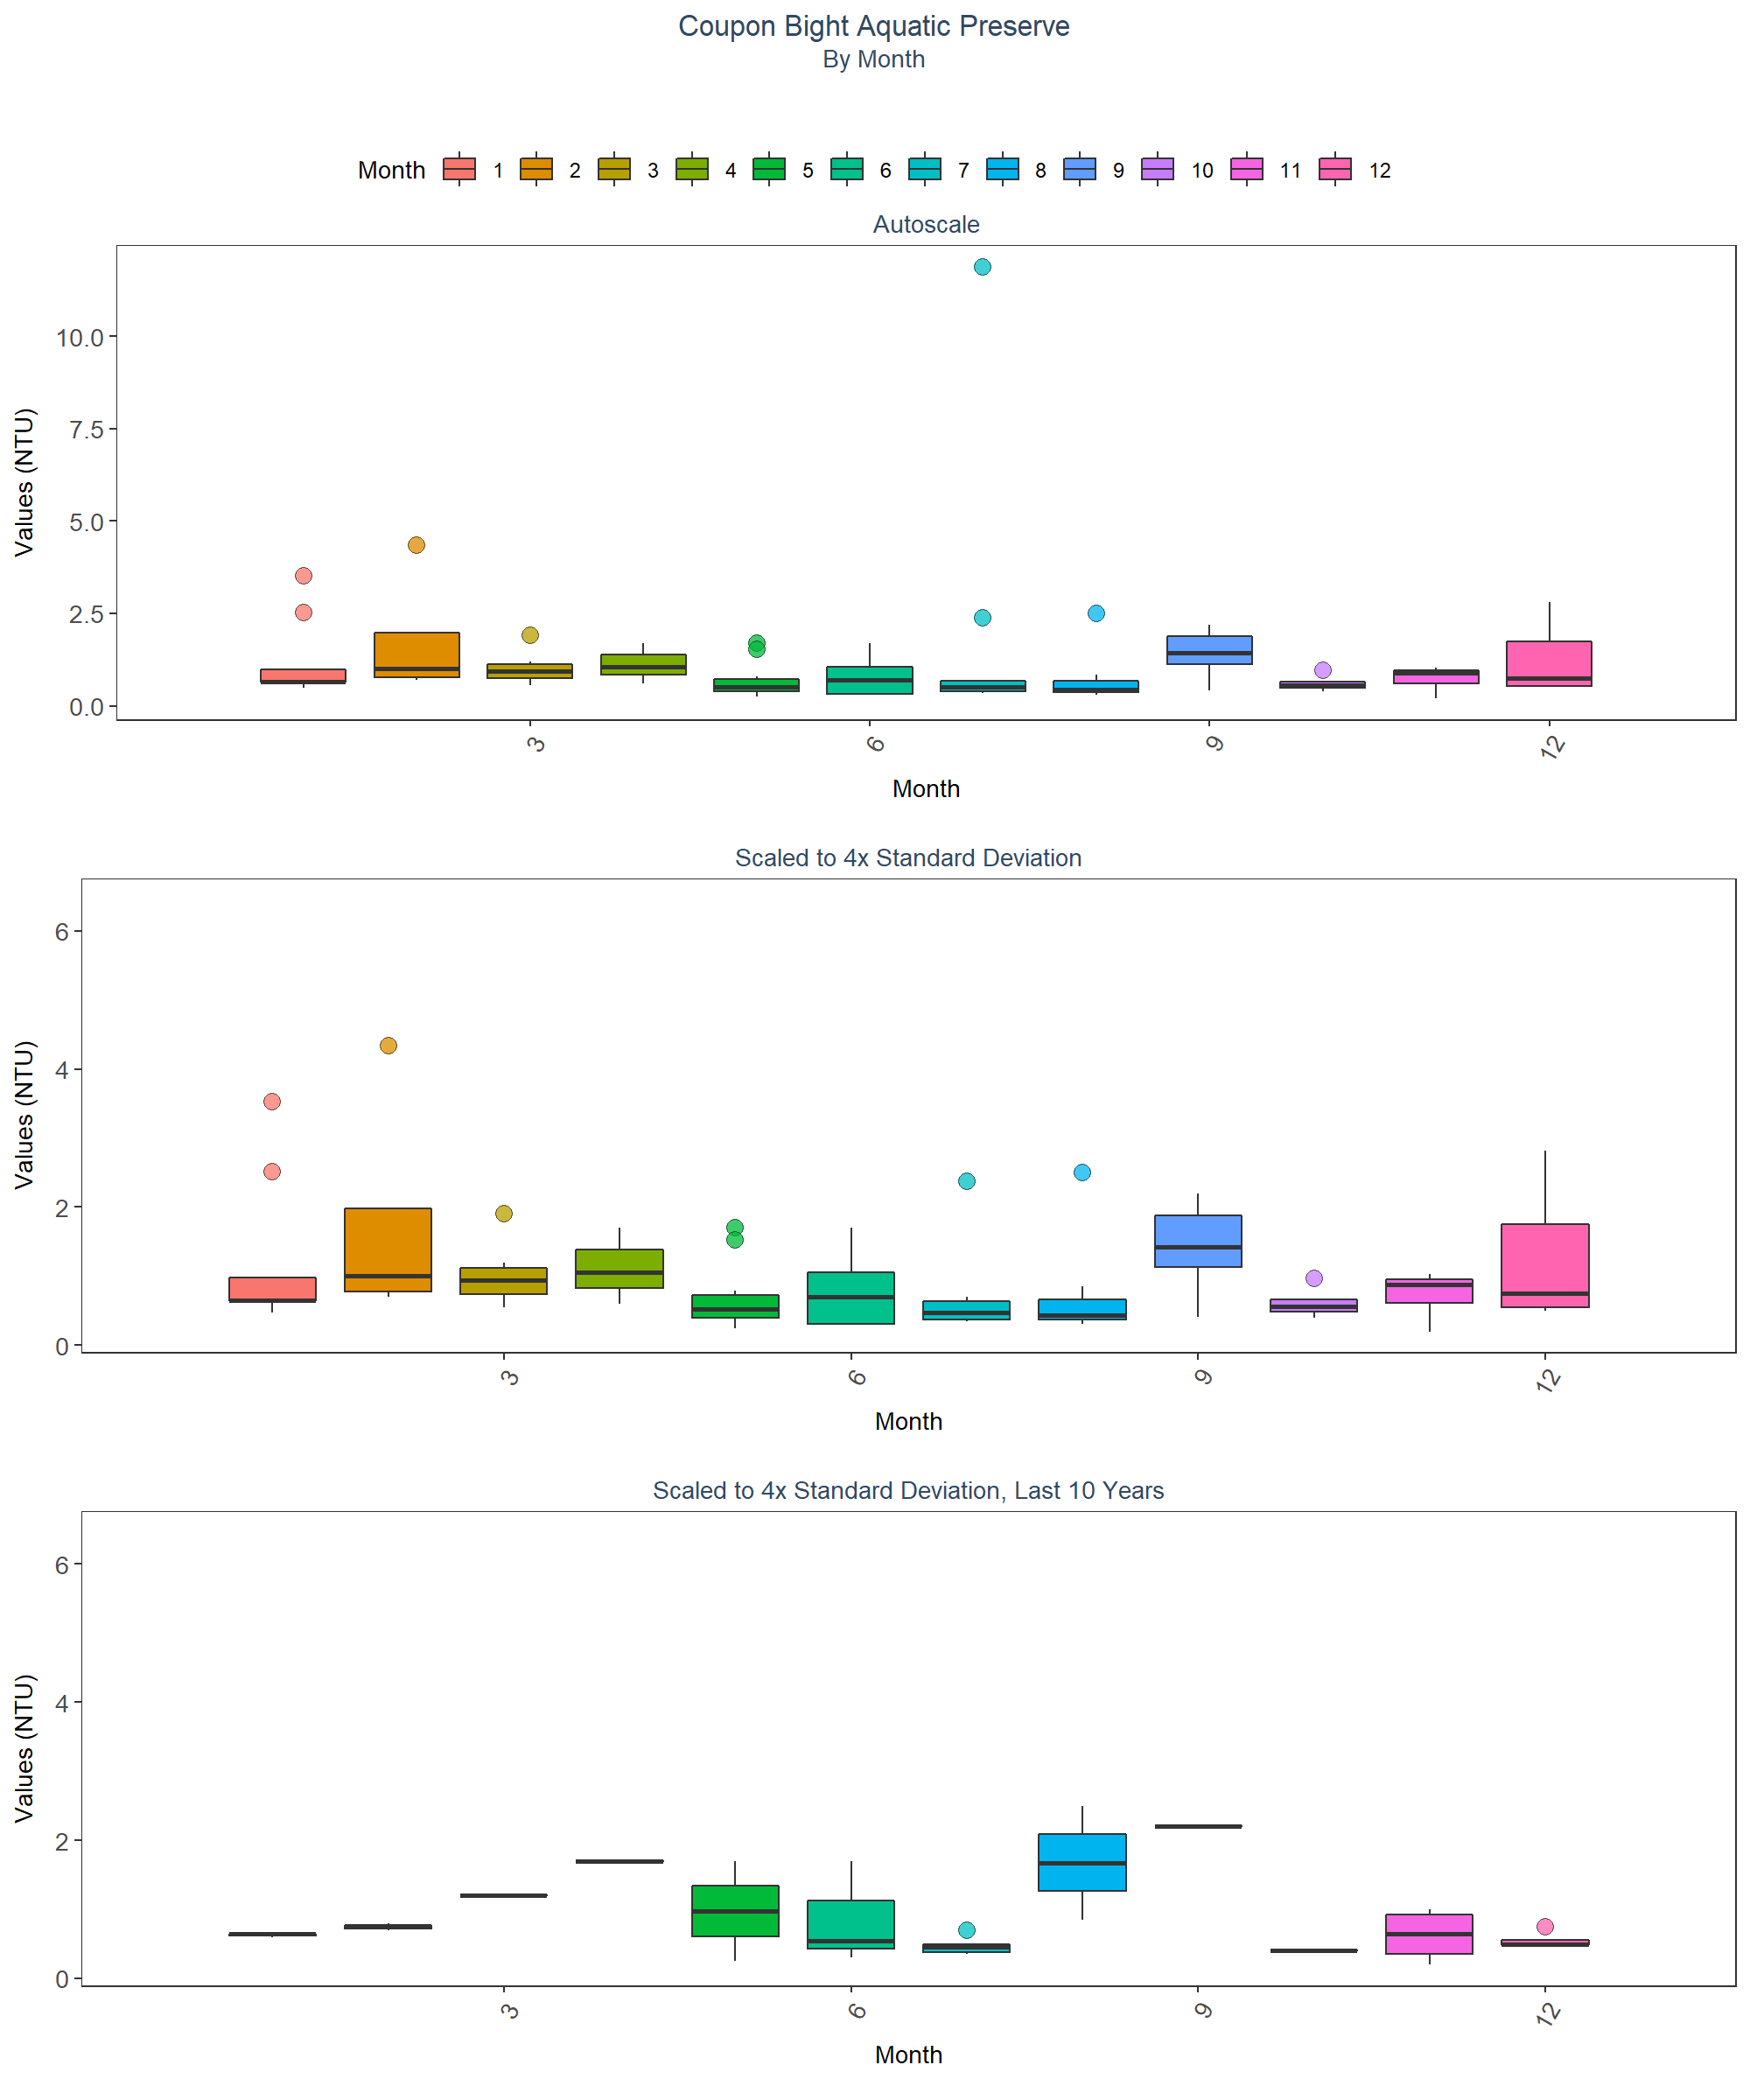 Coupon Bight Aquatic Preserve
By Month
Month 1 2 3 4 5 6 7 8 9 10 11 12
Autoscale
Values (NTU)
10.0
7.5
5.0
2.5
0.0
3 6 9 12
Month
Scaled to 4x Standard Deviation
Values (NTU)
6
4
2
0
3 6 9 12
Month
Scaled to 4x Standard Deviation, Last 10 Years
Values (NTU)
6
4
2
0
3 6 9 12
Month